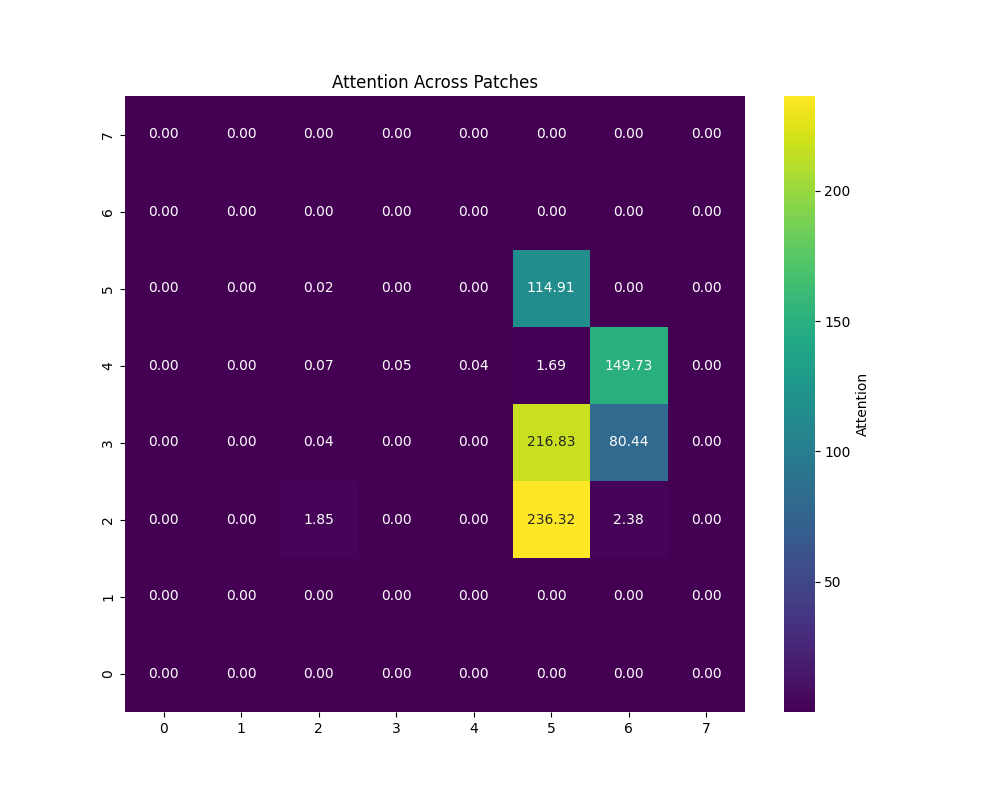 Attention Across Patches
7 0.00 0.00 0.00 0.00 0.00 0.00 0.00 0.00
6 0.00 0.00 0.00 0.00 0.00 0.00 0.00 0.00
5 0.00 0.00 0.02 0.00 0.00 114.91 0.00 0.00
4 0.00 0.00 0.07 0.05 0.04 1.69 149.73 0.00
3 0.00 0.00 0.04 0.00 0.00 216.83 80.44 0.00
2 0.00 0.00 1.85 0.00 0.00 236.32 2.38 0.00
1 0.00 0.00 0.00 0.00 0.00 0.00 0.00 0.00
0 0.00 0.00 0.00 0.00 0.00 0.00 0.00 0.00
0 1 2 3 4 5 6 7
200
150
100
50
Attention